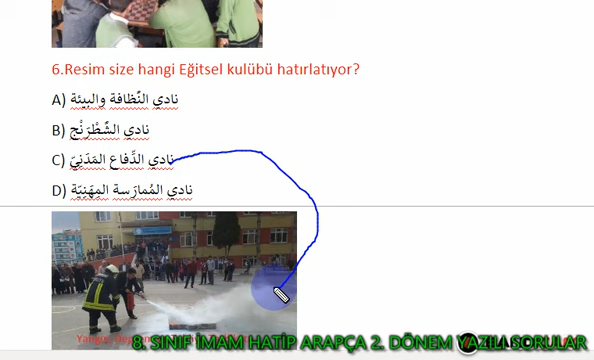 6.Resim size hangi Eğitsel kulübü hatırlatıyor?
A) نادي النَّظافة والبيئة
B) نادي الشَّطْرَنْج
C) نادي الدِّفاع المَدَنِيّ
D) نادي المُمارَسة المِهَنِيّة
8. SINIF İMAM HATİP ARAPÇA 2. DÖNEM YAZILI SORULAR